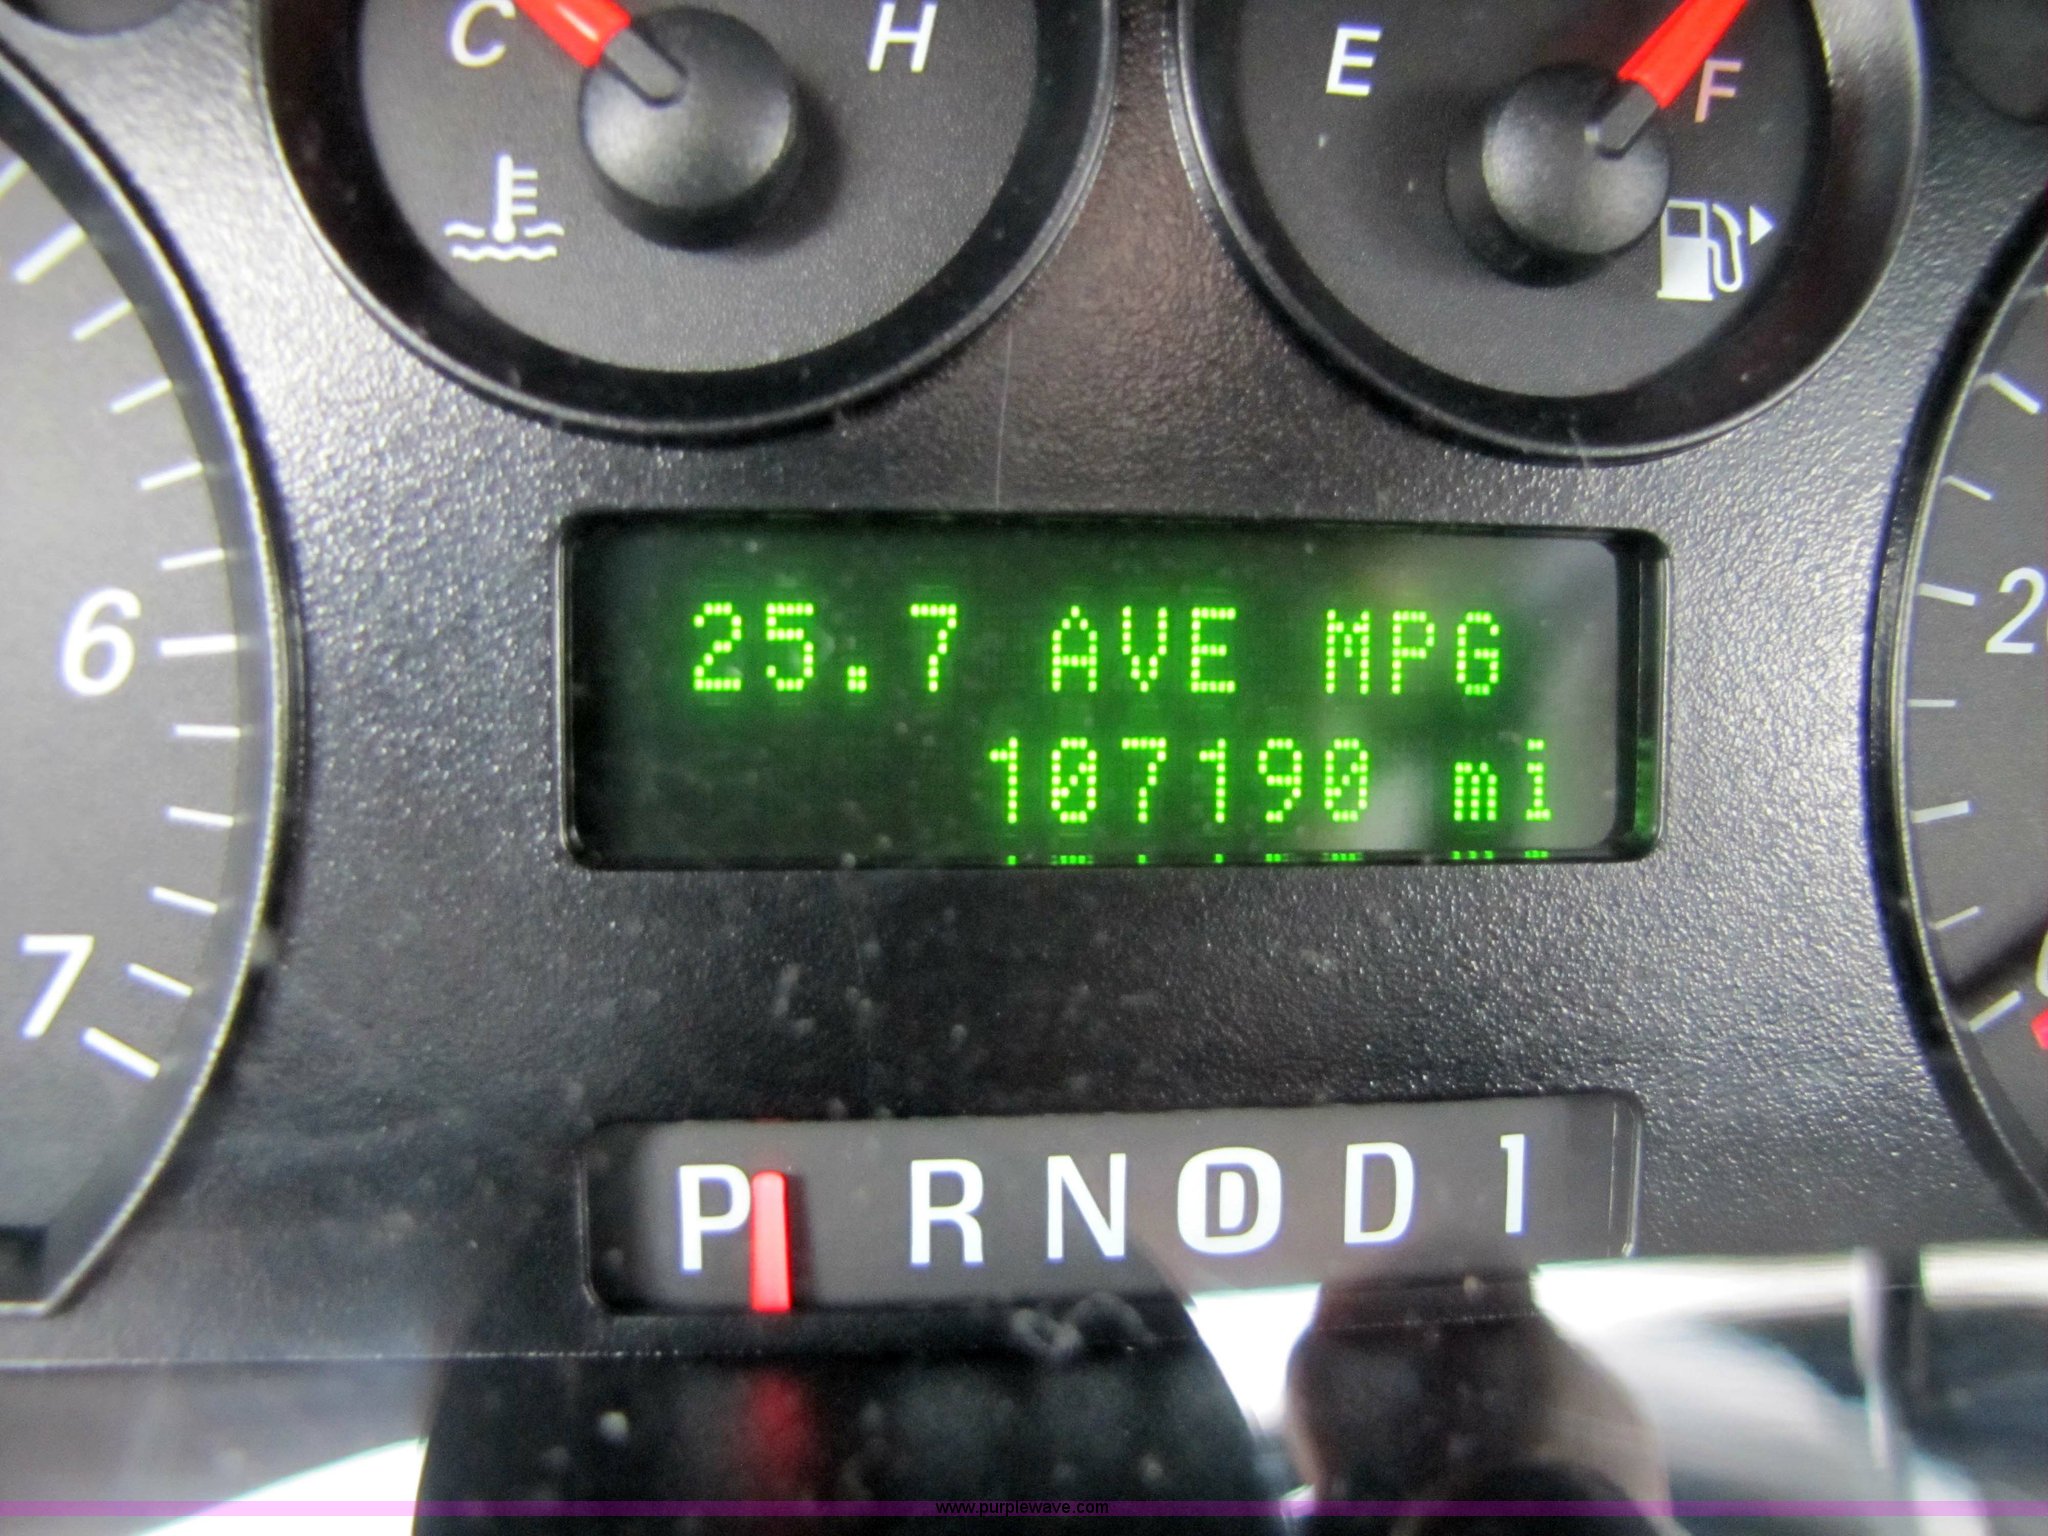 C H
E F
6
25.7 AVE MPG
107190 mi
7
P R N D D 1
www.purplewave.com